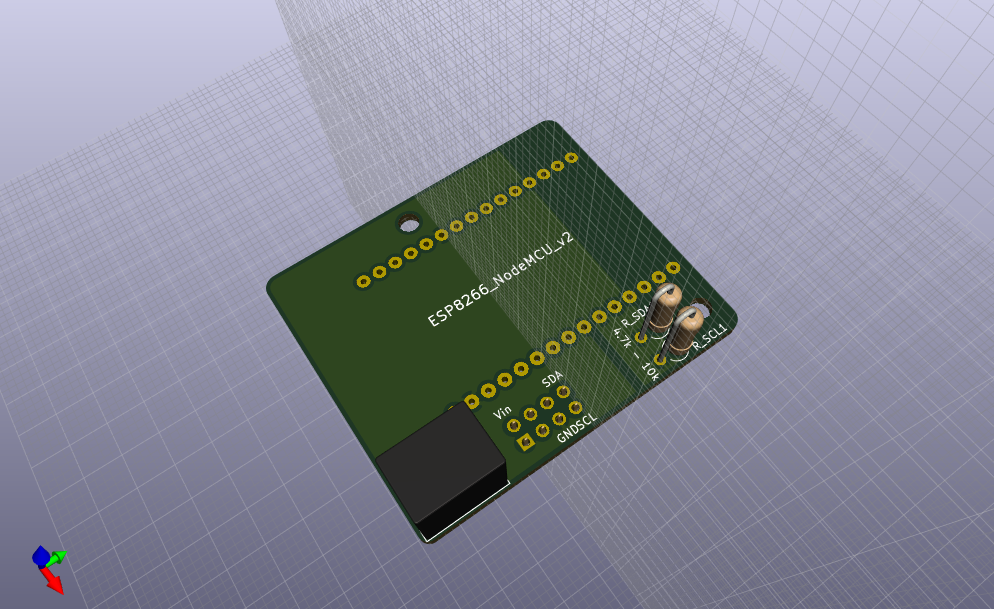 ESP8266_NodeMCU_v2
R_SDA
4.7k - 10k
R_SCL1
SDA
Vin
GNDSCL